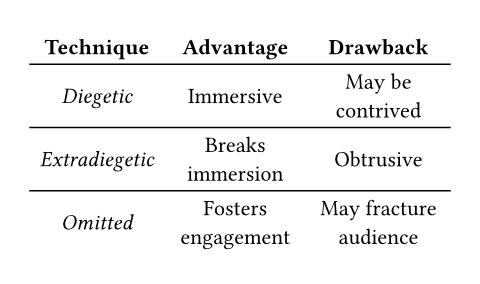 Technique Advantage Drawback
Diegetic Immersive May be contrived
Extradiegetic Breaks immersion Obtrusive
Omitted Fosters engagement May fracture audience